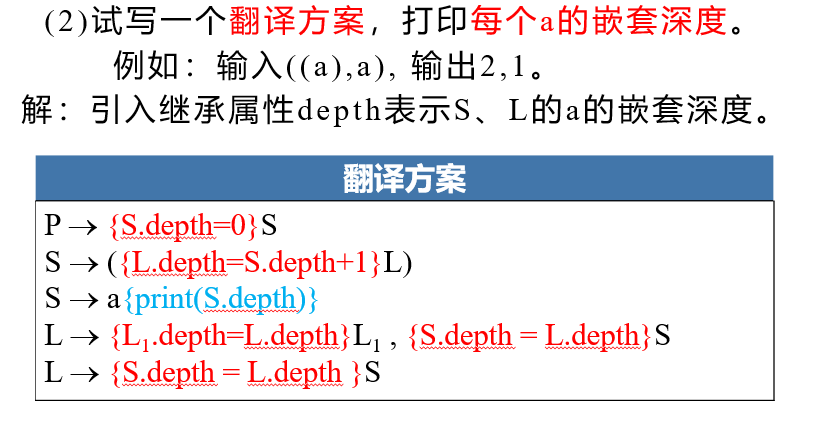 (2)试写一个翻译方案，打印每个a的嵌套深度。
例如：输入((a),a), 输出2,1。
解：引入继承属性depth表示S、L的a的嵌套深度。
翻译方案
P → {S.depth=0}S
S → ({L.depth=S.depth+1}L)
S → a{print(S.depth)}
L → {L₁.depth=L.depth}L₁ , {S.depth = L.depth}S
L → {S.depth = L.depth }S